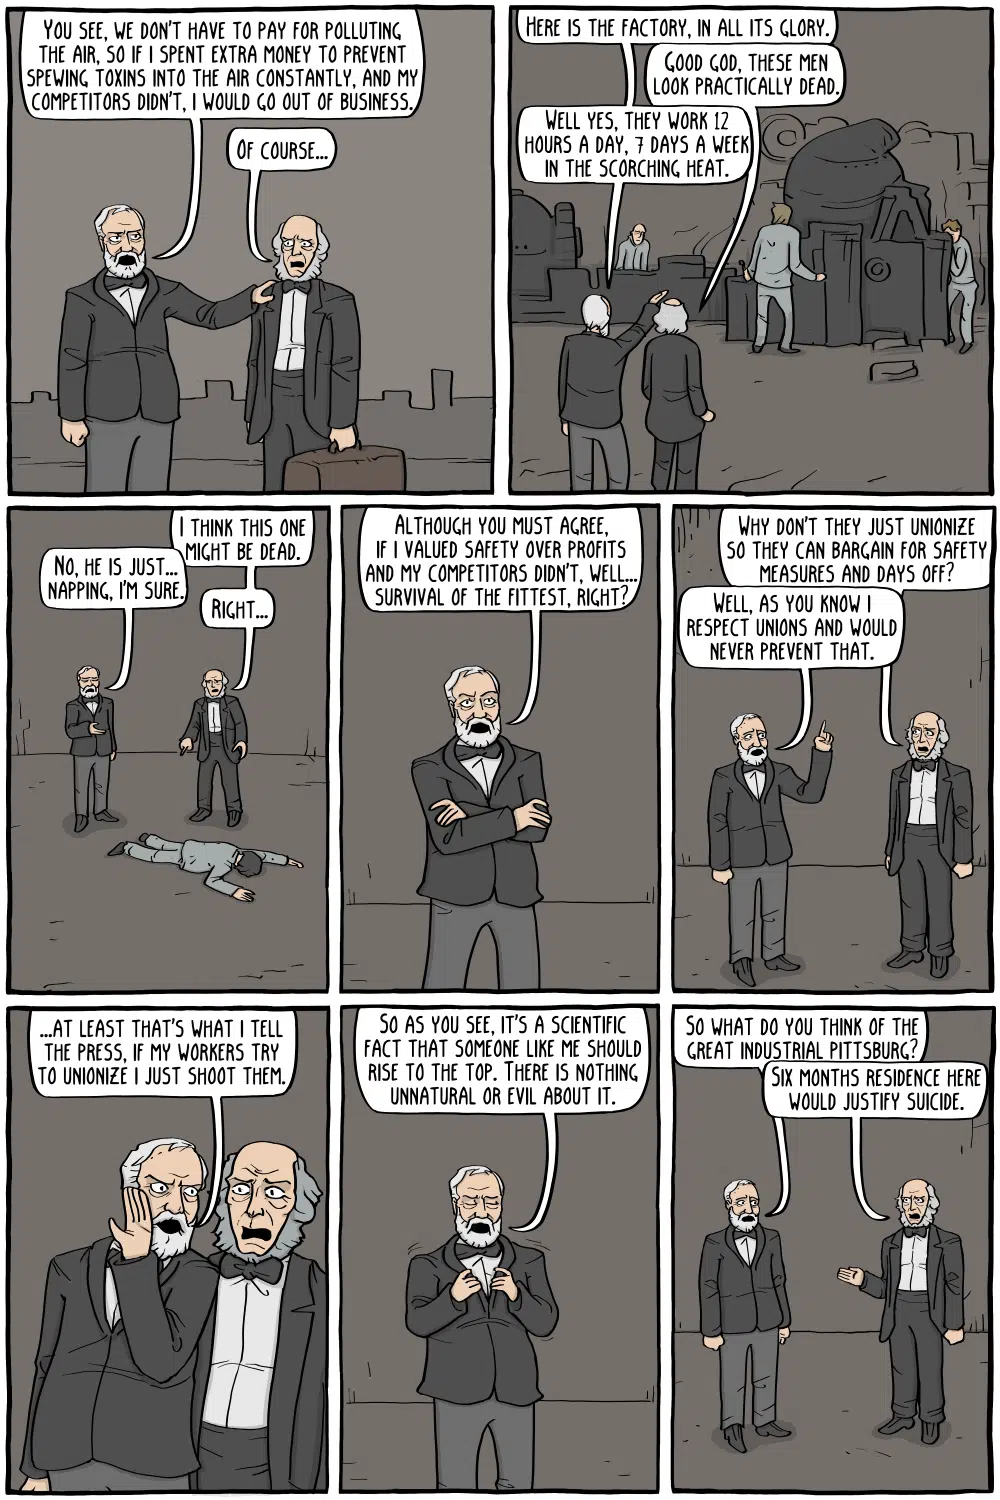 YOU SEE, WE DON'T HAVE TO PAY FOR POLLUTING
THE AIR, SO IF I SPENT EXTRA MONEY TO PREVENT
SPEWING TOXINS INTO THE AIR CONSTANTLY, AND MY
COMPETITORS DIDN'T, I WOULD GO OUT OF BUSINESS.
OF COURSE...
HERE IS THE FACTORY, IN ALL ITS GLORY.
GOOD GOD, THESE MEN
LOOK PRACTICALLY DEAD.
WELL YES, THEY WORK 12
HOURS A DAY, 7 DAYS A WEEK
IN THE SCORCHING HEAT.
I THINK THIS ONE
MIGHT BE DEAD.
NO, HE IS JUST...
NAPPING, I'M SURE.
RIGHT...
ALTHOUGH YOU MUST AGREE,
IF I VALUED SAFETY OVER PROFITS
AND MY COMPETITORS DIDN'T, WELL...
SURVIVAL OF THE FITTEST, RIGHT?
WHY DON'T THEY JUST UNIONIZE
SO THEY CAN BARGAIN FOR SAFETY
MEASURES AND DAYS OFF?
WELL, AS YOU KNOW I
RESPECT UNIONS AND WOULD
NEVER PREVENT THAT.
...AT LEAST THAT'S WHAT I TELL
THE PRESS, IF MY WORKERS TRY
TO UNIONIZE I JUST SHOOT THEM.
SO AS YOU SEE, IT'S A SCIENTIFIC
FACT THAT SOMEONE LIKE ME SHOULD
RISE TO THE TOP. THERE IS NOTHING
UNNATURAL OR EVIL ABOUT IT.
SO WHAT DO YOU THINK OF THE
GREAT INDUSTRIAL PITTSBURG?
SIX MONTHS RESIDENCE HERE
WOULD JUSTIFY SUICIDE.